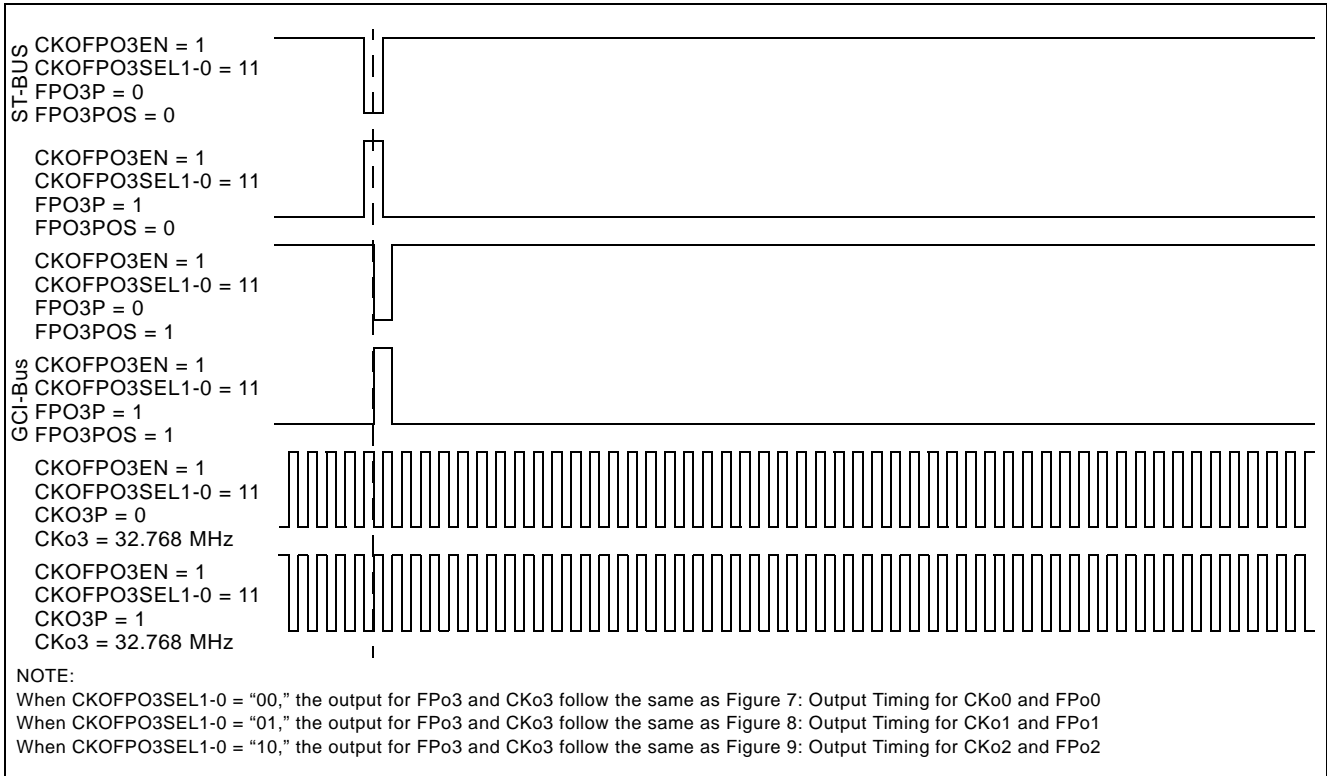 ST-BUS
CKOFPO3EN = 1
CKOFPO3SEL1-0 = 11
FPO3P = 0
FPO3POS = 0
CKOFPO3EN = 1
CKOFPO3SEL1-0 = 11
FPO3P = 1
FPO3POS = 0
CKOFPO3EN = 1
CKOFPO3SEL1-0 = 11
FPO3P = 0
FPO3POS = 1
GCI-Bus
CKOFPO3EN = 1
CKOFPO3SEL1-0 = 11
FPO3P = 1
FPO3POS = 1
CKOFPO3EN = 1
CKOFPO3SEL1-0 = 11
CKO3P = 0
CKo3 = 32.768 MHz
CKOFPO3EN = 1
CKOFPO3SEL1-0 = 11
CKO3P = 1
CKo3 = 32.768 MHz
NOTE:
When CKOFPO3SEL1-0 = “00,” the output for FPo3 and CKo3 follow the same as Figure 7: Output Timing for CKo0 and FPo0
When CKOFPO3SEL1-0 = “01,” the output for FPo3 and CKo3 follow the same as Figure 8: Output Timing for CKo1 and FPo1
When CKOFPO3SEL1-0 = “10,” the output for FPo3 and CKo3 follow the same as Figure 9: Output Timing for CKo2 and FPo2